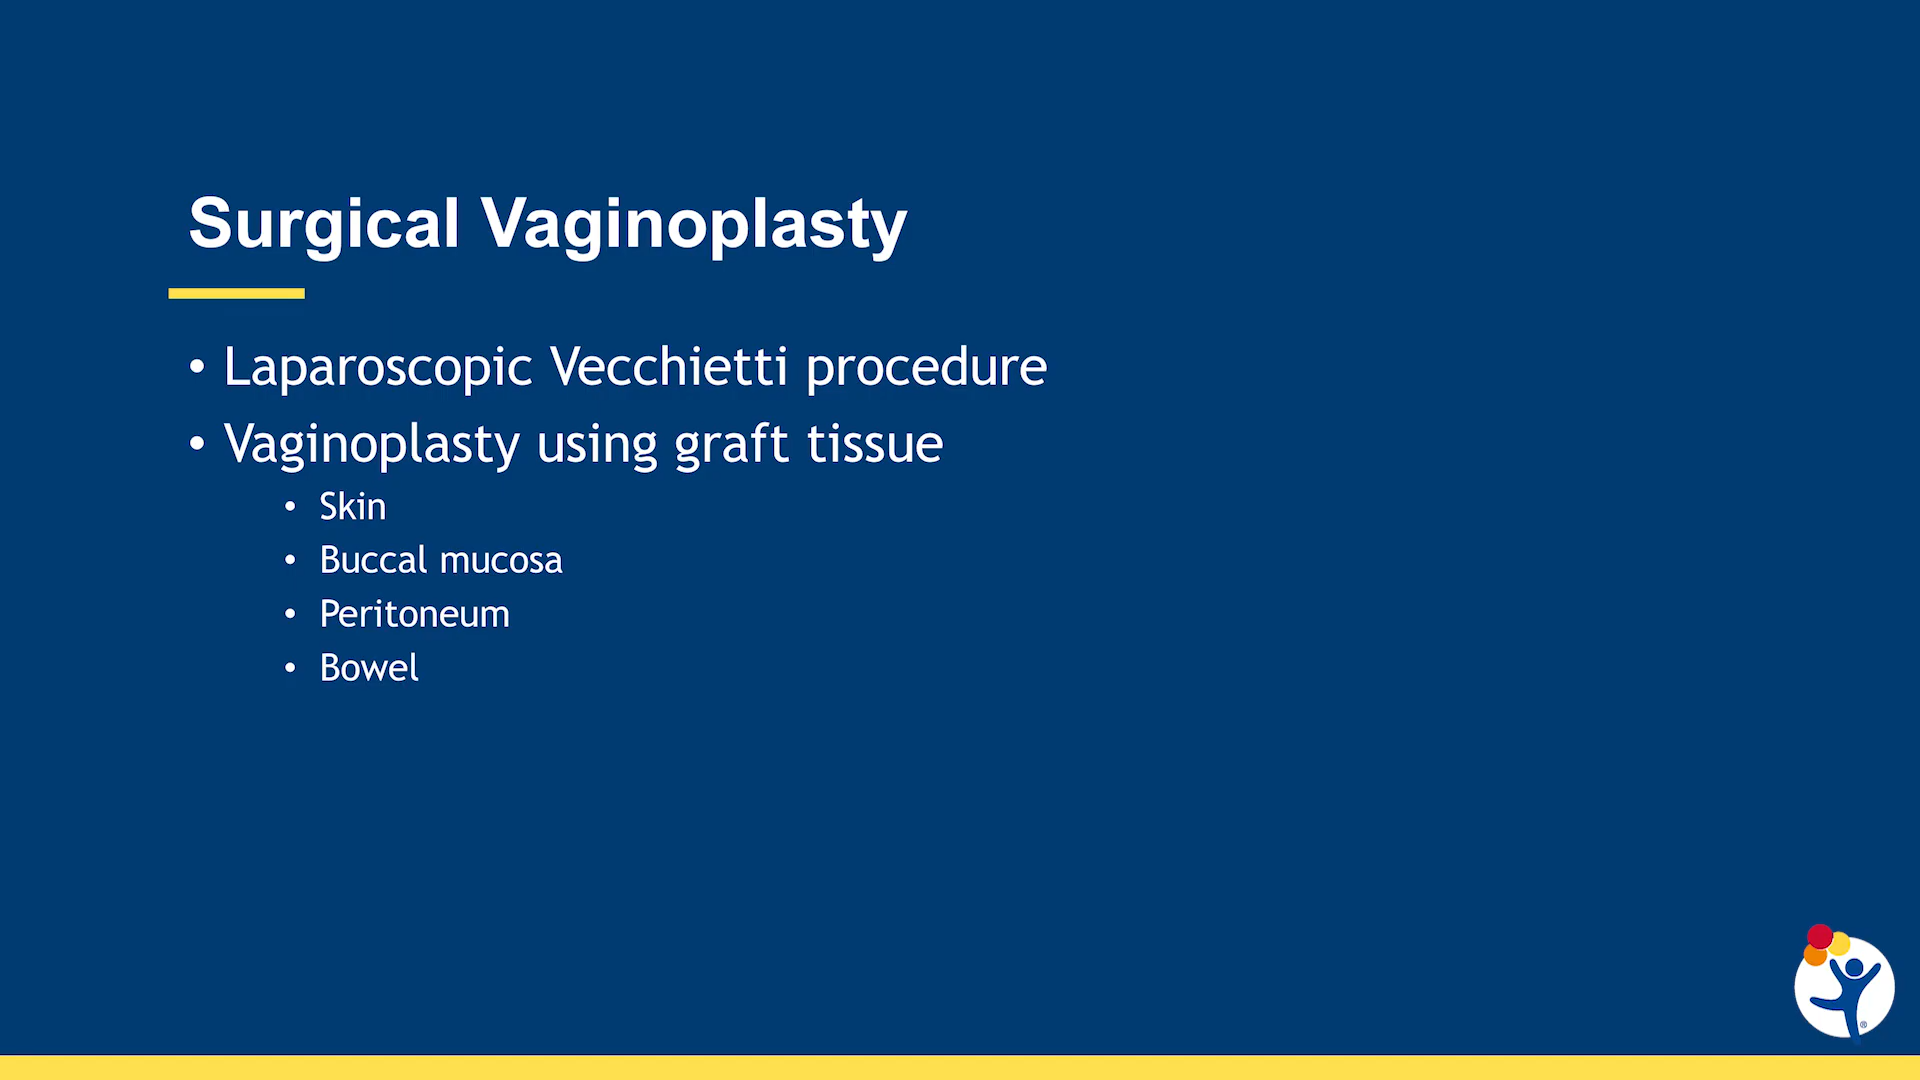 Surgical Vaginoplasty
• Laparoscopic Vecchietti procedure
• Vaginoplasty using graft tissue
• Skin
• Buccal mucosa
• Peritoneum
• Bowel
®